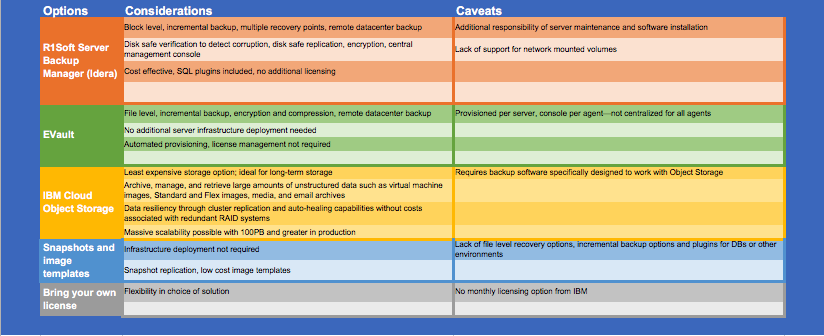 Options Considerations Caveats
R1Soft Server
Backup
Manager (Idera)
Block level, incremental backup, multiple recovery points, remote datacenter backup
Additional responsibility of server maintenance and software installation
Disk safe verification to detect corruption, disk safe replication, encryption, central
management console
Lack of support for network mounted volumes
Cost effective, SQL plugins included, no additional licensing
EVault
File level, incremental backup, encryption and compression, remote datacenter backup
Provisioned per server, console per agent—not centralized for all agents
No additional server infrastructure deployment needed
Automated provisioning, license management not required
IBM Cloud
Object Storage
Least expensive storage option; ideal for long-term storage
Requires backup software specifically designed to work with Object Storage
Archive, manage, and retrieve large amounts of unstructured data such as virtual machine
images, Standard and Flex images, media, and email archives
Data resiliency through cluster replication and auto-healing capabilities without costs
associated with redundant RAID systems
Massive scalability possible with 100PB and greater in production
Snapshots and
image
templates
Infrastructure deployment not required
Lack of file level recovery options, incremental backup options and plugins for DBs or other
environments
Snapshot replication, low cost image templates
Bring your own
license
Flexibility in choice of solution
No monthly licensing option from IBM